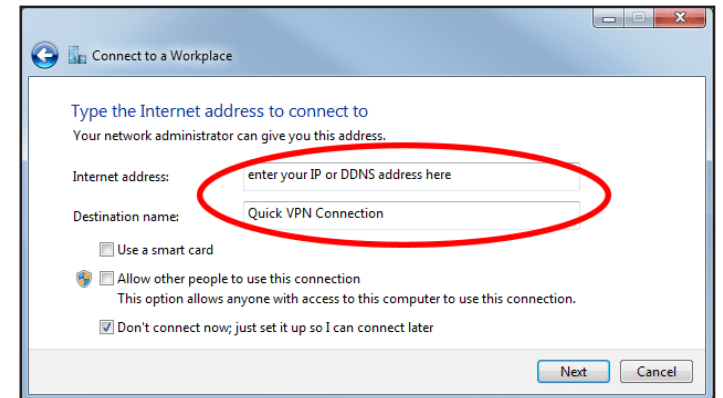 Connect to a Workplace
Type the Internet address to connect to
Your network administrator can give you this address.
Internet address: enter your IP or DDNS address here
Destination name: Quick VPN Connection
Use a smart card
Allow other people to use this connection
This option allows anyone with access to this computer to use this connection.
Don't connect now; just set it up so I can connect later
Next Cancel